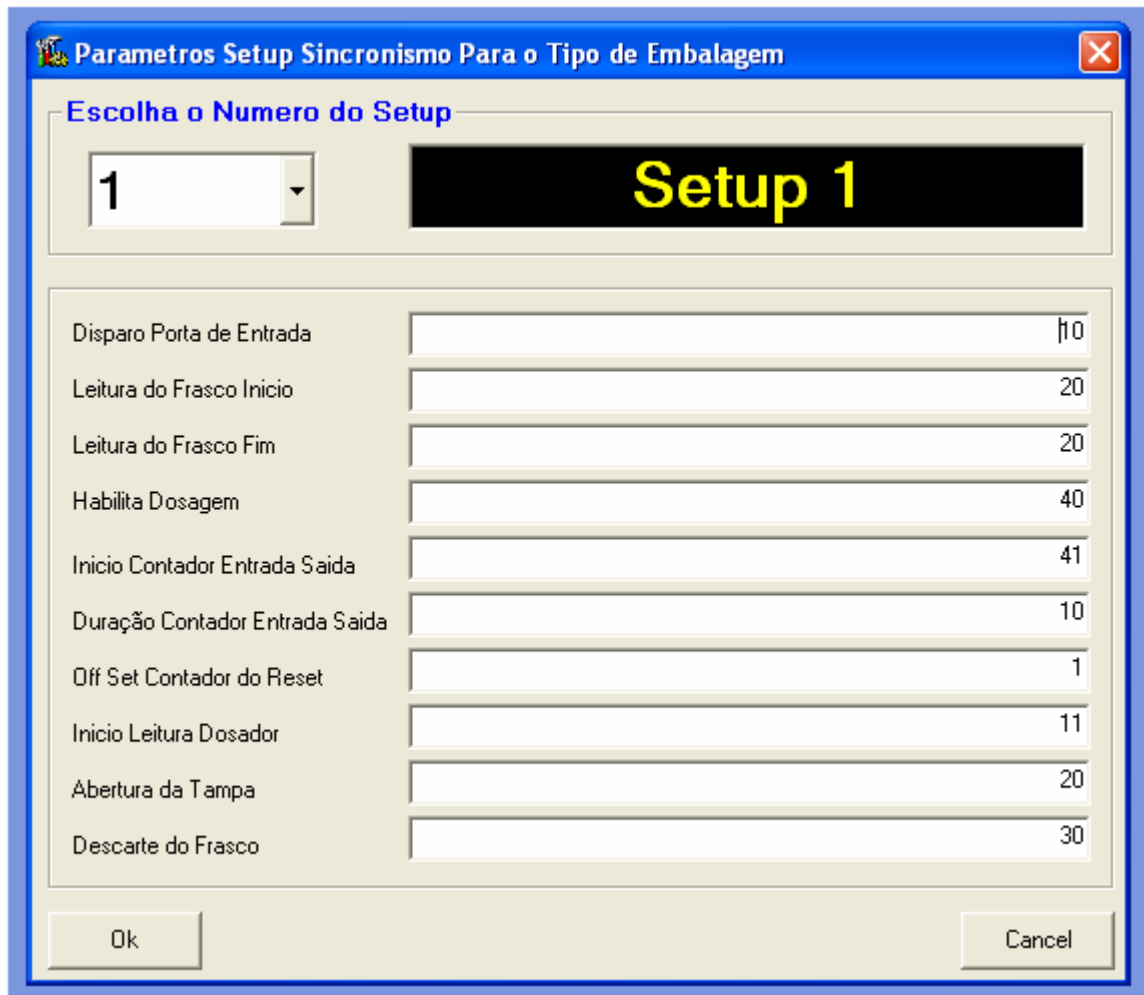 Parametros Setup Sincronismo Para o Tipo de Embalagem
Escolha o Numero do Setup
1 Setup 1
Disparo Porta de Entrada 10
Leitura do Frasco Inicio 20
Leitura do Frasco Fim 20
Habilita Dosagem 40
Inicio Contador Entrada Saida 41
Duração Contador Entrada Saida 10
Off Set Contador do Reset 1
Inicio Leitura Dosador 11
Abertura da Tampa 20
Descarte do Frasco 30
Ok Cancel